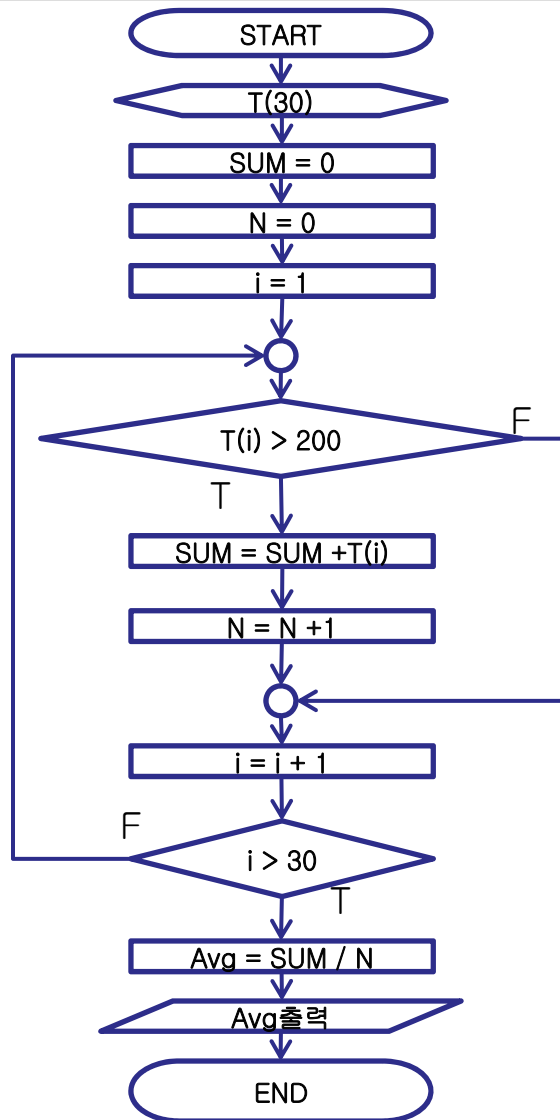 START
T(30)
SUM = 0
N = 0
i = 1
T(i) > 200
F
T
SUM = SUM +T(i)
N = N +1
i = i + 1
F
i > 30
T
Avg = SUM / N
Avg출력
END